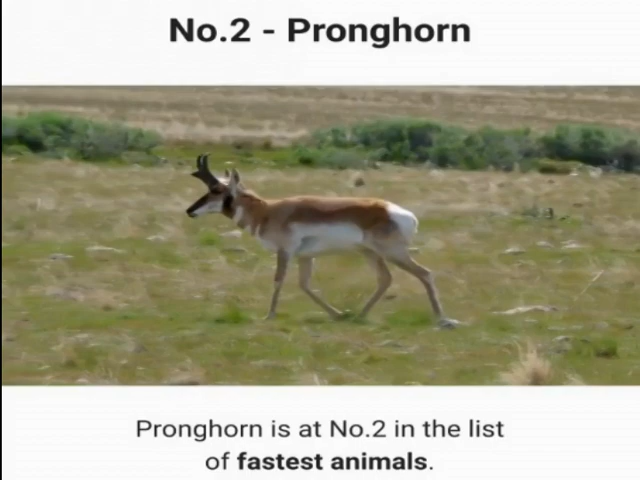 No.2 - Pronghorn
Pronghorn is at No.2 in the list
of fastest animals.